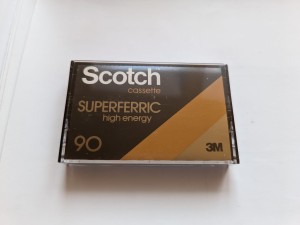 Scotch
cassette
SUPERFERRIC
high energy
90
3M